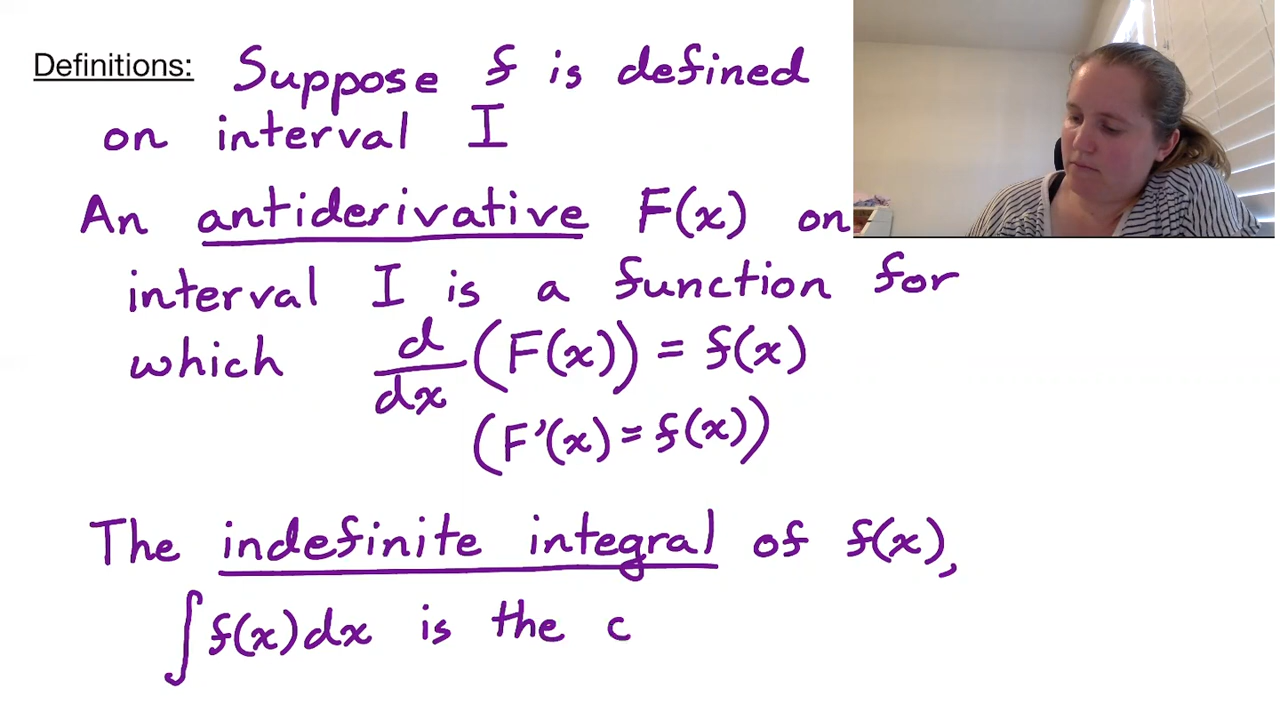 Definitions: Suppose f is defined
on interval I
An antiderivative F(x) on
interval I is a function for
which d/dx (F(x)) = f(x)
(F'(x) = f(x))
The indefinite integral of f(x),
∫f(x)dx is the c